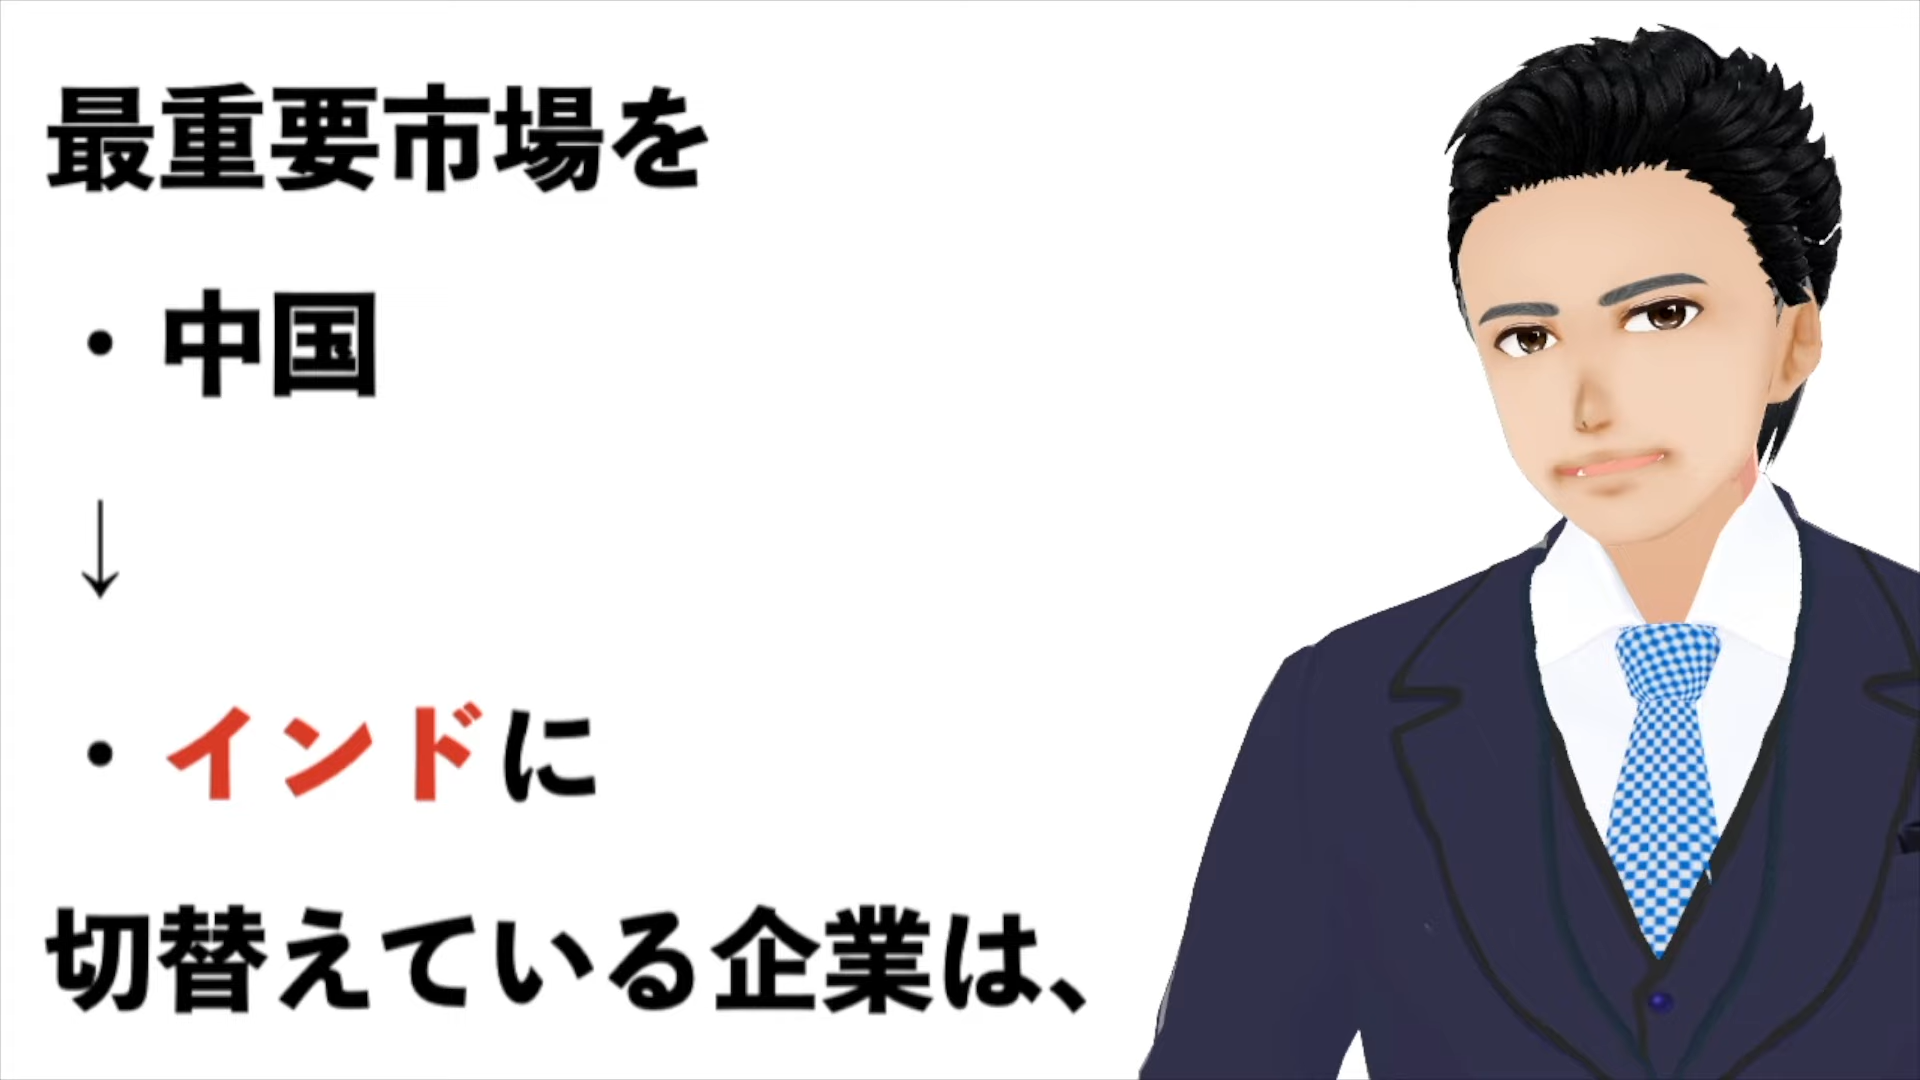 最重要市場を
・中国
↓
・インドに
切替えている企業は、